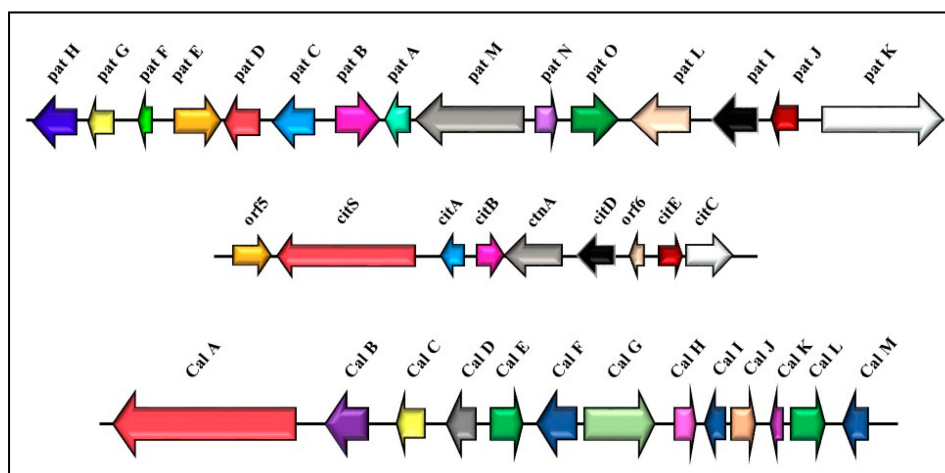 pat H pat G pat F pat E pat D pat C pat B pat A pat M pat N pat O pat L pat I pat J pat K
orf5 citS citA citB ctnA citD orf6 citE citC
Cal A Cal B Cal C Cal D Cal E Cal F Cal G Cal H Cal I Cal J Cal K Cal L Cal M